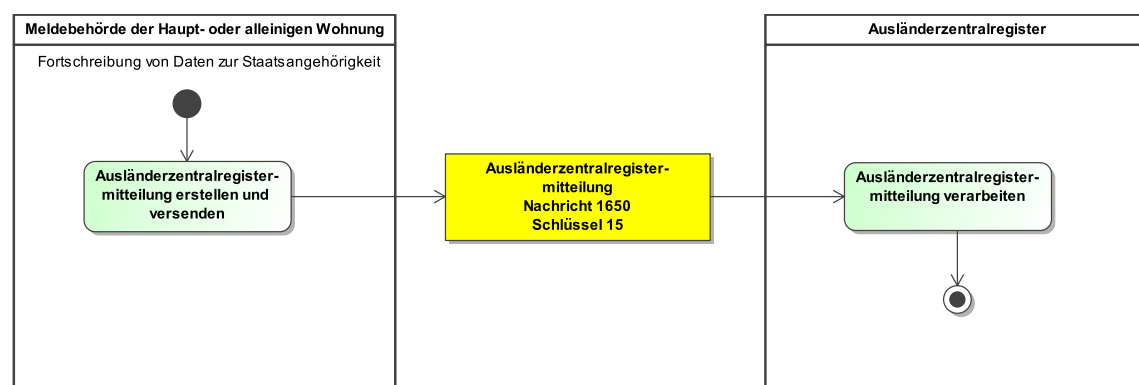 Meldebehörde der Haupt- oder alleinigen Wohnung
Fortschreibung von Daten zur Staatsangehörigkeit
Ausländerzentralregister-
mitteilung erstellen und
versenden
Ausländerzentralregister-
mitteilung
Nachricht 1650
Schlüssel 15
Ausländerzentralregister
Ausländerzentralregister-
mitteilung verarbeiten